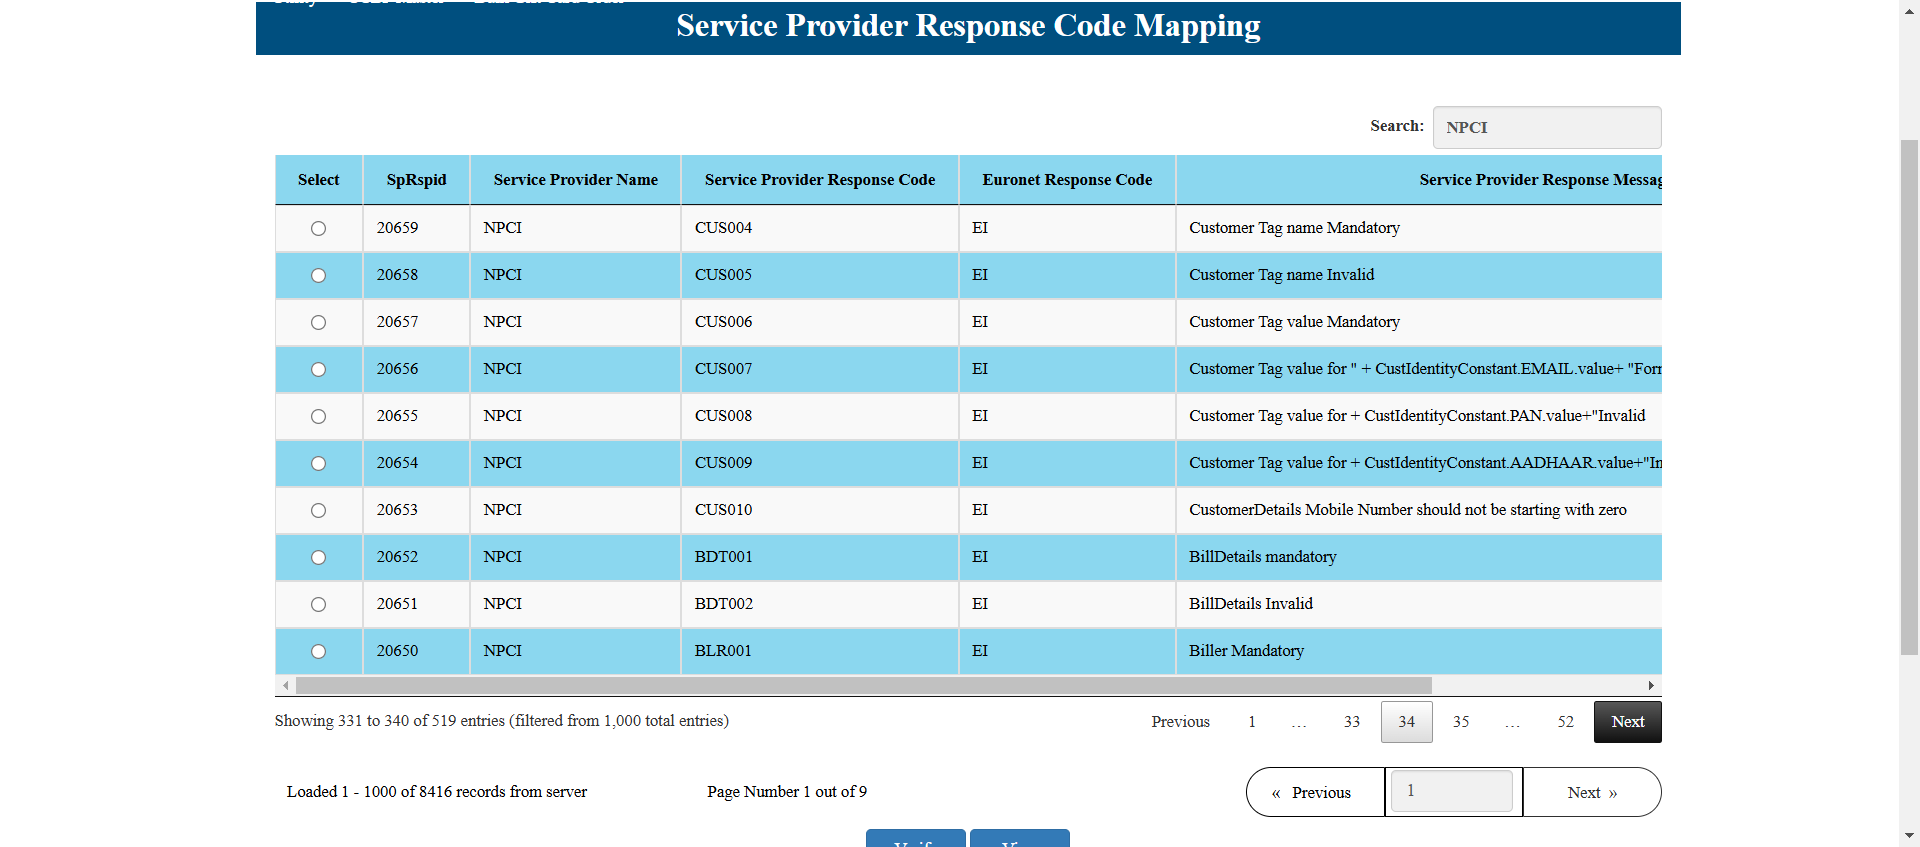 Service Provider Response Code Mapping
Search: NPCI
Select SpRspid Service Provider Name Service Provider Response Code Euronet Response Code Service Provider Response
20659 NPCI CUS004 EI Customer Tag name Mandatory
20658 NPCI CUS005 EI Customer Tag name Invalid
20657 NPCI CUS006 EI Customer Tag value Mandatory
20656 NPCI CUS007 EI Customer Tag value for " + CustIdentityConstant.EMAIL.value+
20655 NPCI CUS008 EI Customer Tag value for + CustIdentityConstant.PAN.value+"Invalid
20654 NPCI CUS009 EI Customer Tag value for + CustIdentityConstant.AADHAAR.value+"In
20653 NPCI CUS010 EI CustomerDetails Mobile Number should not be starting with zero
20652 NPCI BDT001 EI BillDetails mandatory
20651 NPCI BDT002 EI BillDetails Invalid
20650 NPCI BLR001 EI Biller Mandatory
Showing 331 to 340 of 519 entries (filtered from 1,000 total entries)
Previous 1 … 33 34 35 … 52 Next
Loaded 1 - 1000 of 8416 records from server
Page Number 1 out of 9
« Previous 1 Next »